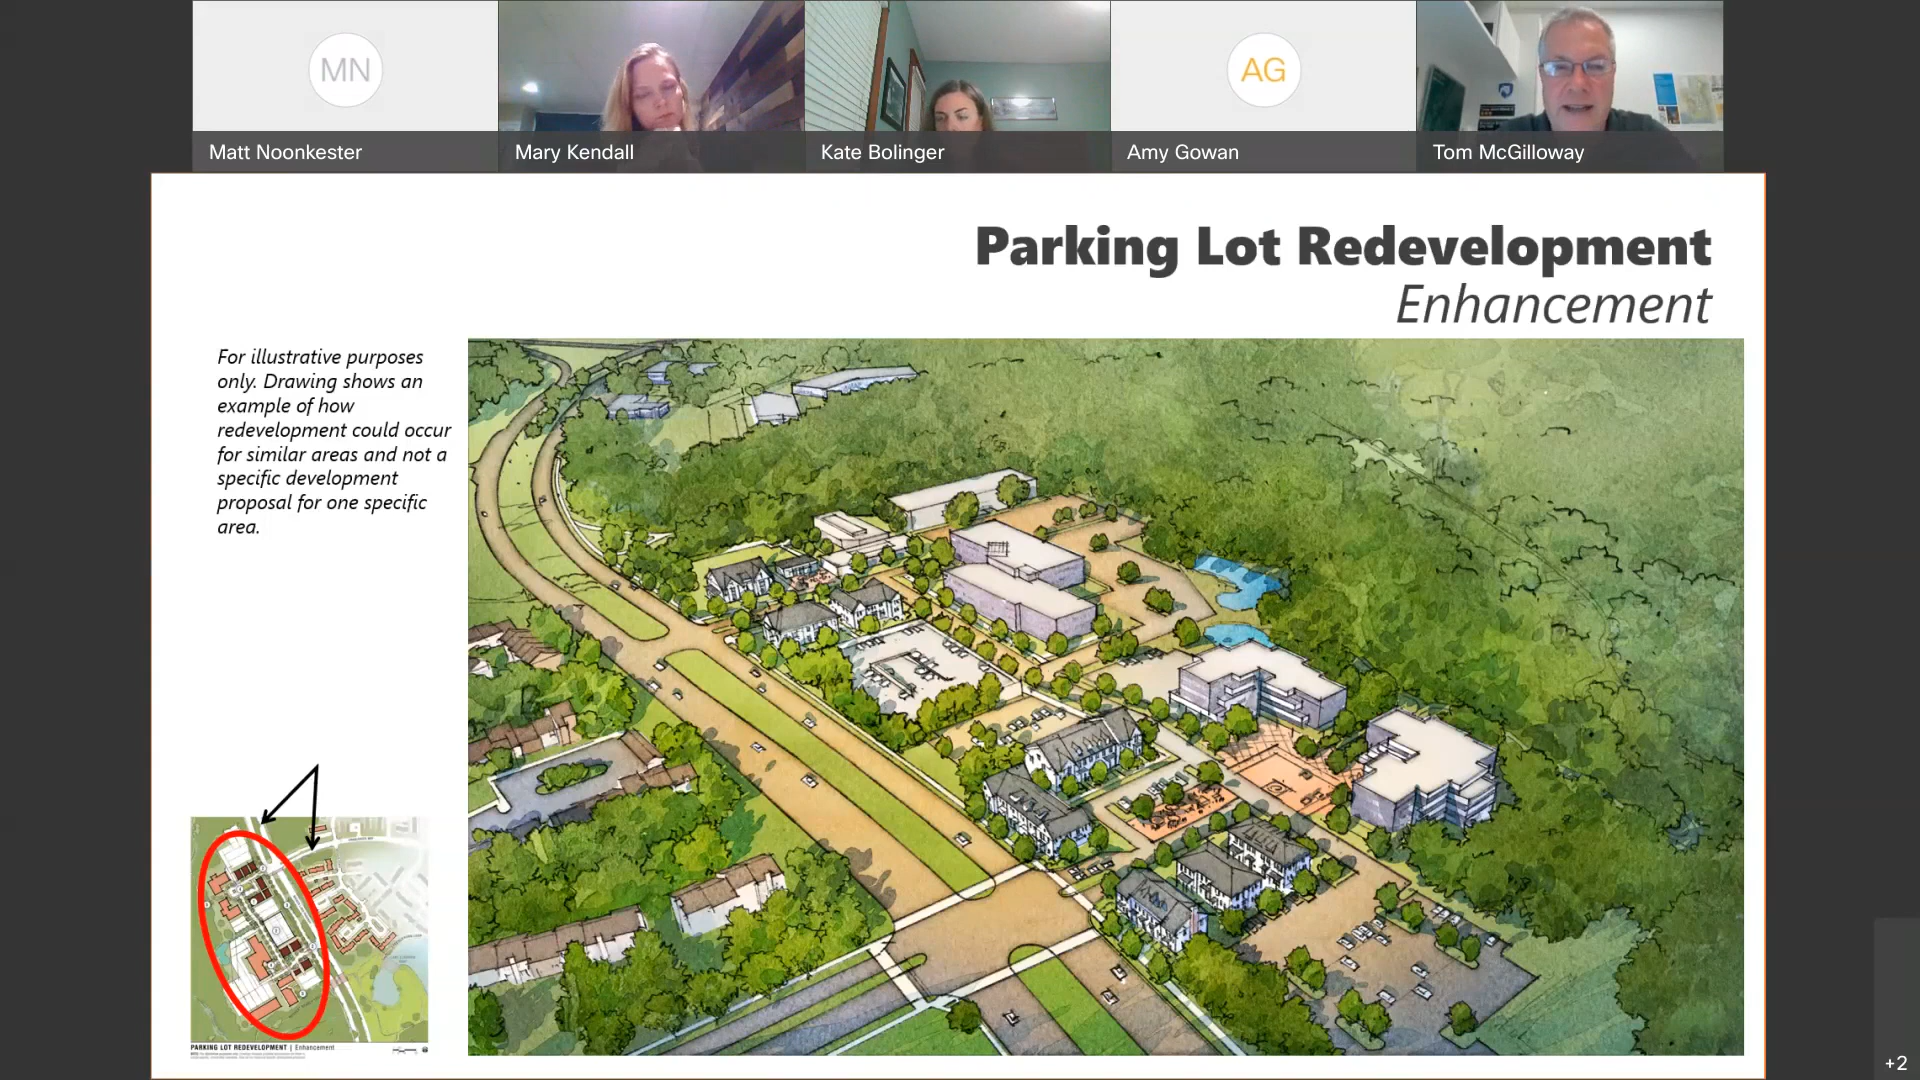 MN
AG
Matt Noonkester
Mary Kendall
Kate Bolinger
Amy Gowan
Tom McGilloway
Parking Lot Redevelopment
Enhancement
For illustrative purposes
only. Drawing shows an
example of how
redevelopment could occur
for similar areas and not a
specific development
proposal for one specific
area.
PARKING LOT REDEVELOPMENT | Enhancement
+2